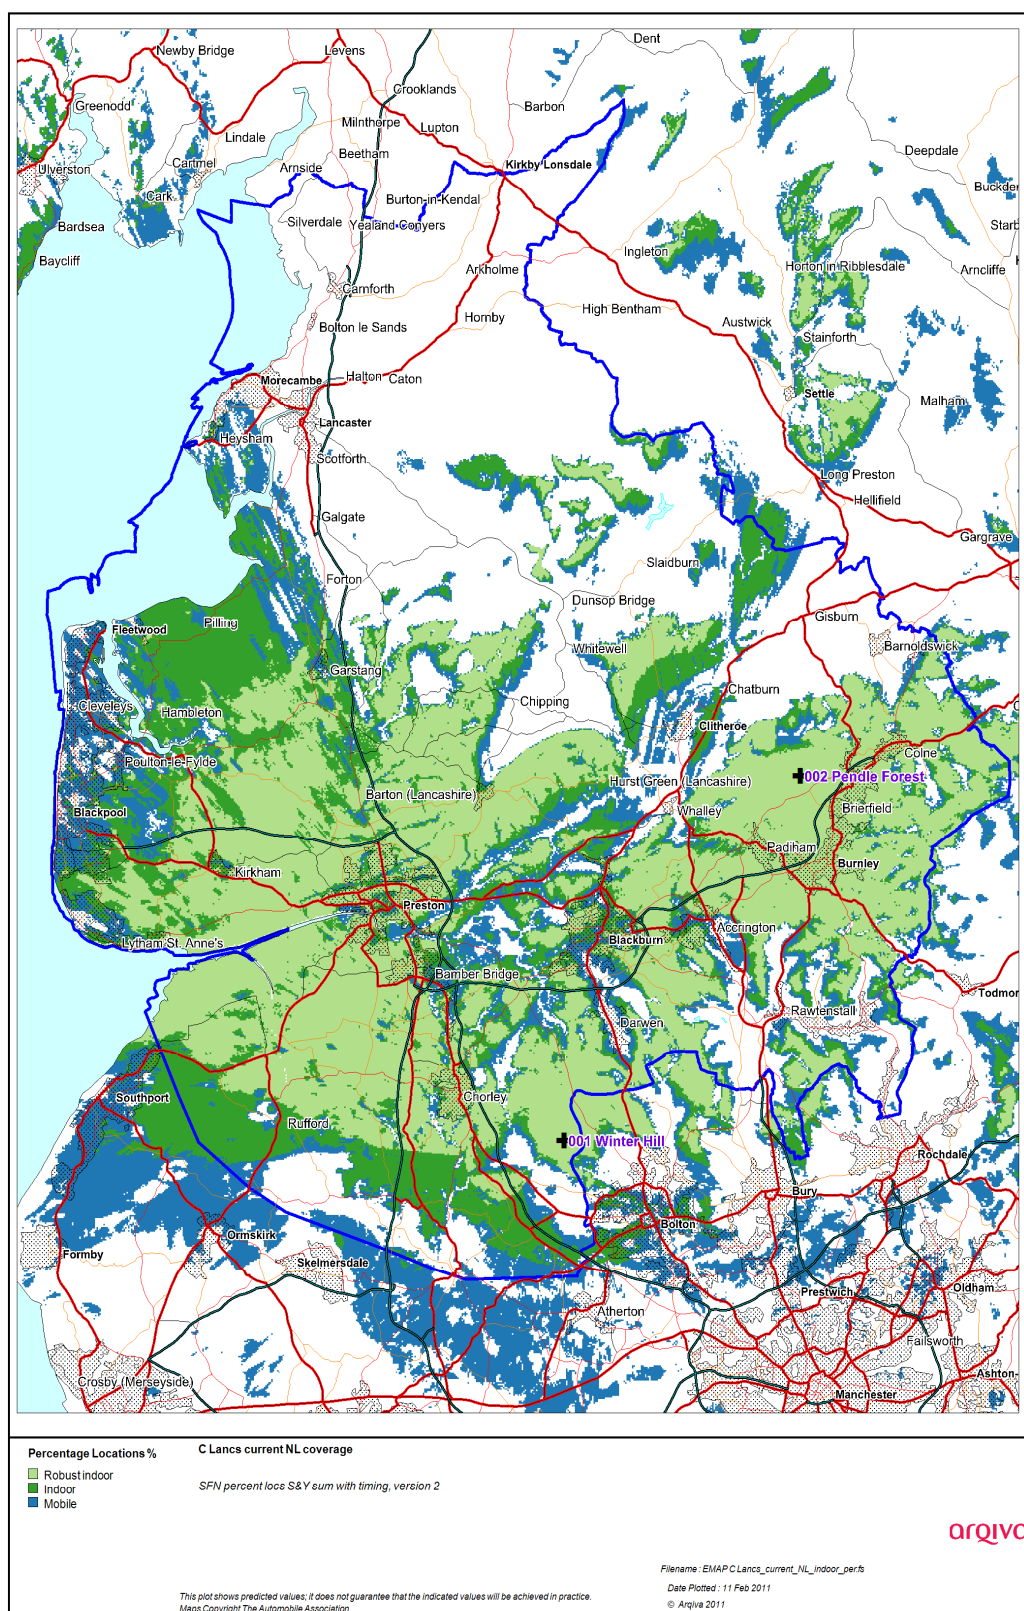 Dent
Newby Bridge
Levens
Crooklands
Greenodd
Barbon
Milnthorpe
Lupton
Lindale
Beetham
Deepdale
Ulverston
Cartmel
Arnside
Kirkby Lonsdale
Cark
Burton-in-Kendal
Buckden
Bardsea
Silverdale
Yealand Conyers
Ingleton
Baycliff
Arkholme
Horton in Ribblesdale
Arncliffe
Carnforth
High Bentham
Hornby
Austwick
Bolton le Sands
Stainforth
Morecambe
Halton
Caton
Settle
Malham
Lancaster
Heysham
Scotforth
Long Preston
Hellifield
Galgate
Gargrave
Slaidburn
Forton
Dunsop Bridge
Gisburn
Fleetwood
Pilling
Whitewell
Barnoldswick
Garstang
Chatburn
Cleveleys
Hambleton
Chipping
Clitheroe
Colne
Poulton-le-Fylde
Hurst Green (Lancashire)
002 Pendle Forest
Barton (Lancashire)
Blackpool
Whalley
Brierfield
Padiham
Burnley
Kirkham
Preston
Accrington
Lytham-St. Anne's
Blackburn
Bamber Bridge
Todmor
Rawtenstall
Darwen
Southport
Chorley
Rufford
001 Winter Hill
Rochdale
Bury
Bolton
Ormskirk
Formby
Skelmersdale
Prestwich
Oldham
Atherton
Failsworth
Crosby (Merseyside)
Ashton-
Manchester
Percentage Locations %
C Lancs current NL coverage
Robust indoor
Indoor
Mobile
SFN percent locs S&Y sum with timing, version 2
arqiva
Filename : EMAP C Lancs_current_NL_indoor_per.fs
Date Plotted : 11 Feb 2011
© Arqiva 2011
This plot shows predicted values; it does not guarantee that the indicated values will be achieved in practice.
Maps Copyright The Automobile Association